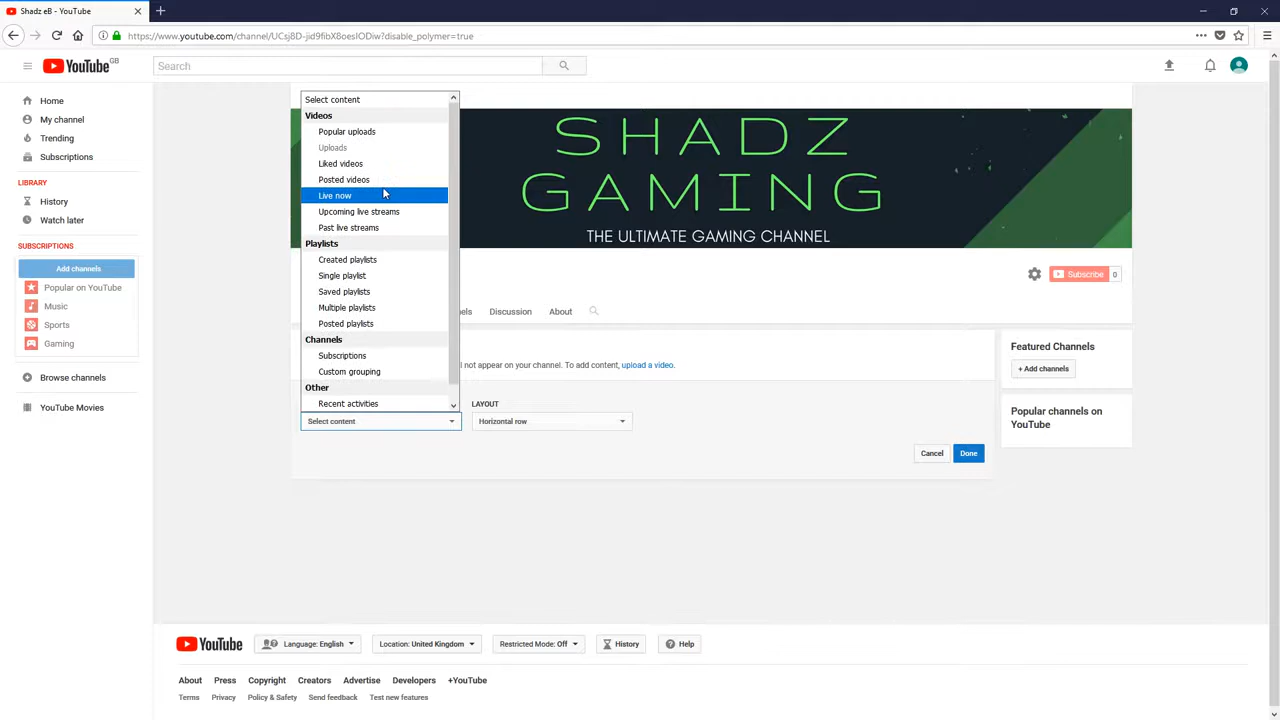 Shadz eB - YouTube
https://www.youtube.com/channel/UCsj8D-jid9fibX8oesIODiw?disable_polymer=true
YouTube GB
Search
Home
My channel
Trending
Subscriptions
LIBRARY
History
Watch later
SUBSCRIPTIONS
Add channels
Popular on YouTube
Music
Sports
Gaming
Browse channels
YouTube Movies
SHADZ
GAMING
THE ULTIMATE GAMING CHANNEL
Subscribe 0
els Discussion About
l not appear on your channel. To add content, upload a video.
Select content
Videos
Popular uploads
Uploads
Liked videos
Posted videos
Live now
Upcoming live streams
Past live streams
Playlists
Created playlists
Single playlist
Saved playlists
Multiple playlists
Posted playlists
Channels
Subscriptions
Custom grouping
Other
Recent activities
Select content
LAYOUT
Horizontal row
Cancel Done
Featured Channels
+ Add channels
Popular channels on
YouTube
YouTube Language: English Location: United Kingdom Restricted Mode: Off History Help
About Press Copyright Creators Advertise Developers +YouTube
Terms Privacy Policy & Safety Send feedback Test new features